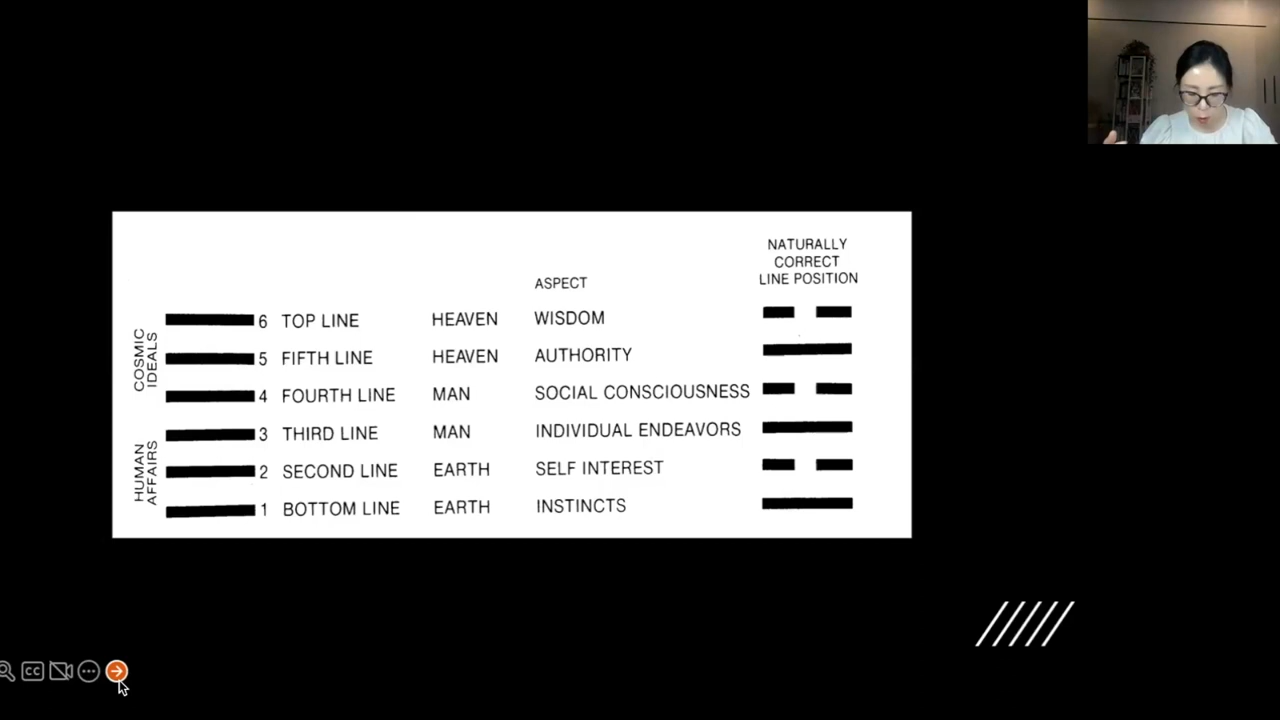 NATURALLY
CORRECT
LINE POSITION
ASPECT
COSMIC
IDEALS
6 TOP LINE HEAVEN WISDOM
5 FIFTH LINE HEAVEN AUTHORITY
4 FOURTH LINE MAN SOCIAL CONSCIOUSNESS
HUMAN
AFFAIRS
3 THIRD LINE MAN INDIVIDUAL ENDEAVORS
2 SECOND LINE EARTH SELF INTEREST
1 BOTTOM LINE EARTH INSTINCTS
CC